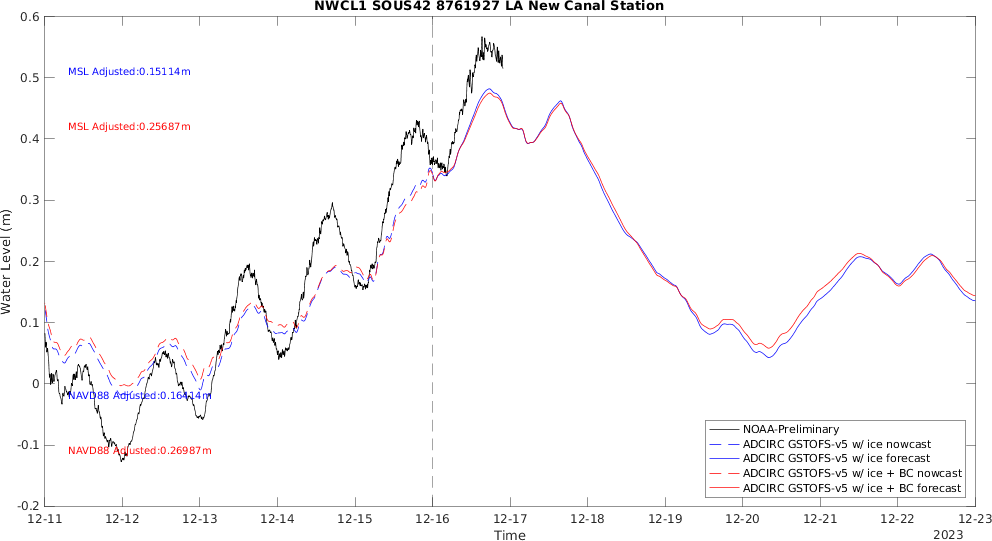 NWCL1 SOUS42 8761927 LA New Canal Station
0.6
0.5
0.4
0.3
0.2
0.1
0
-0.1
-0.2
Water Level (m)
MSL Adjusted:0.15114m
MSL Adjusted:0.25687m
NAVD88 Adjusted:0.16414m
NAVD88 Adjusted:0.26987m
NOAA-Preliminary
ADCIRC GSTOFS-v5 w/ ice nowcast
ADCIRC GSTOFS-v5 w/ ice forecast
ADCIRC GSTOFS-v5 w/ ice + BC nowcast
ADCIRC GSTOFS-v5 w/ ice + BC forecast
12-11 12-12 12-13 12-14 12-15 12-16 12-17 12-18 12-19 12-20 12-21 12-22 12-23
Time
2023